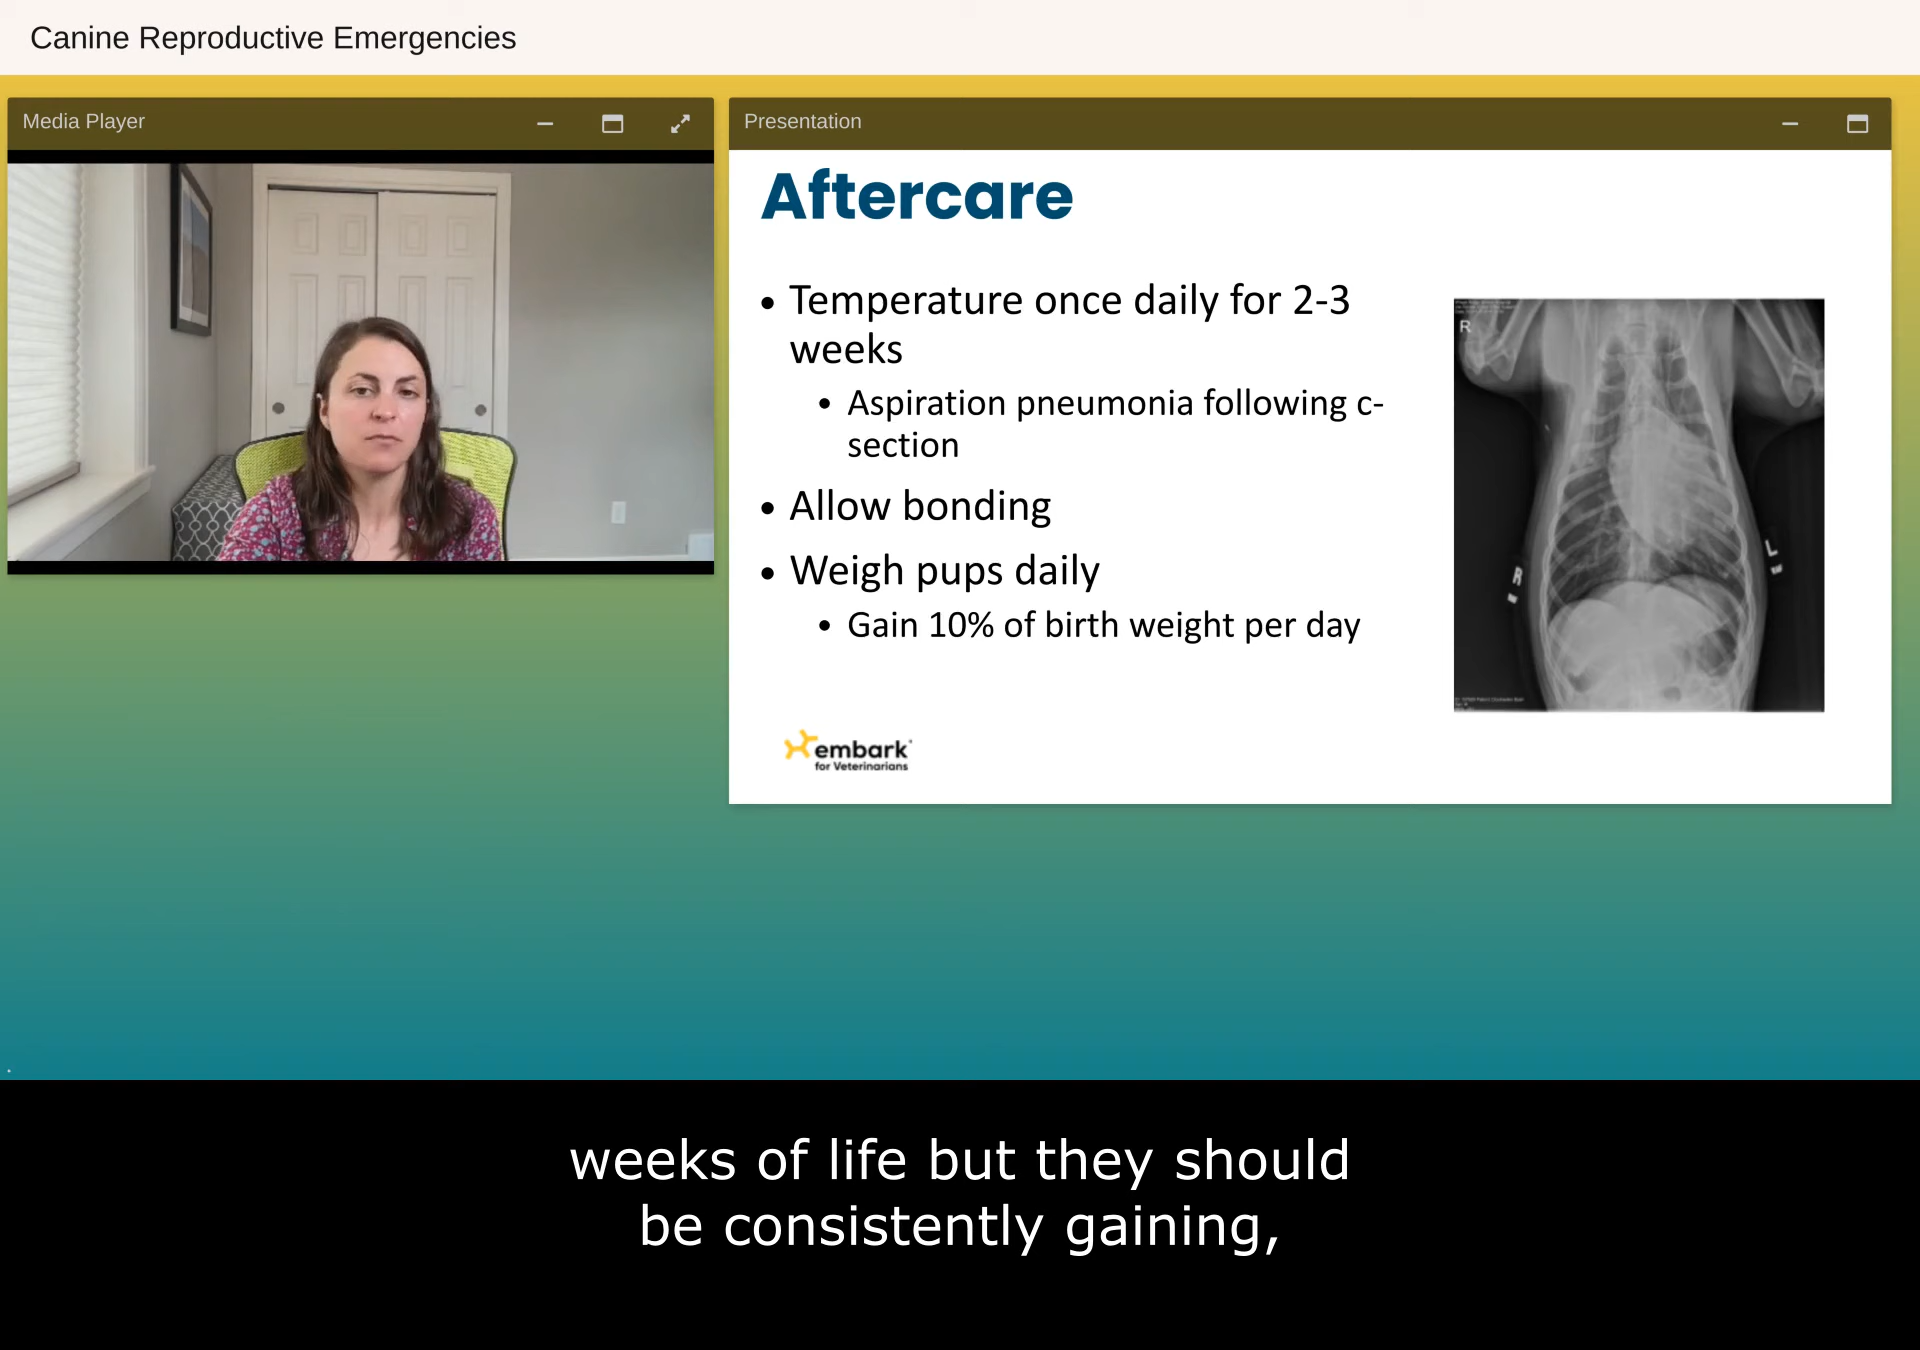 Canine Reproductive Emergencies
Media Player
Presentation
Aftercare
• Temperature once daily for 2-3
weeks
• Aspiration pneumonia following c-
section
• Allow bonding
• Weigh pups daily
• Gain 10% of birth weight per day
R
R
L
embark
for Veterinarians
weeks of life but they should
be consistently gaining,